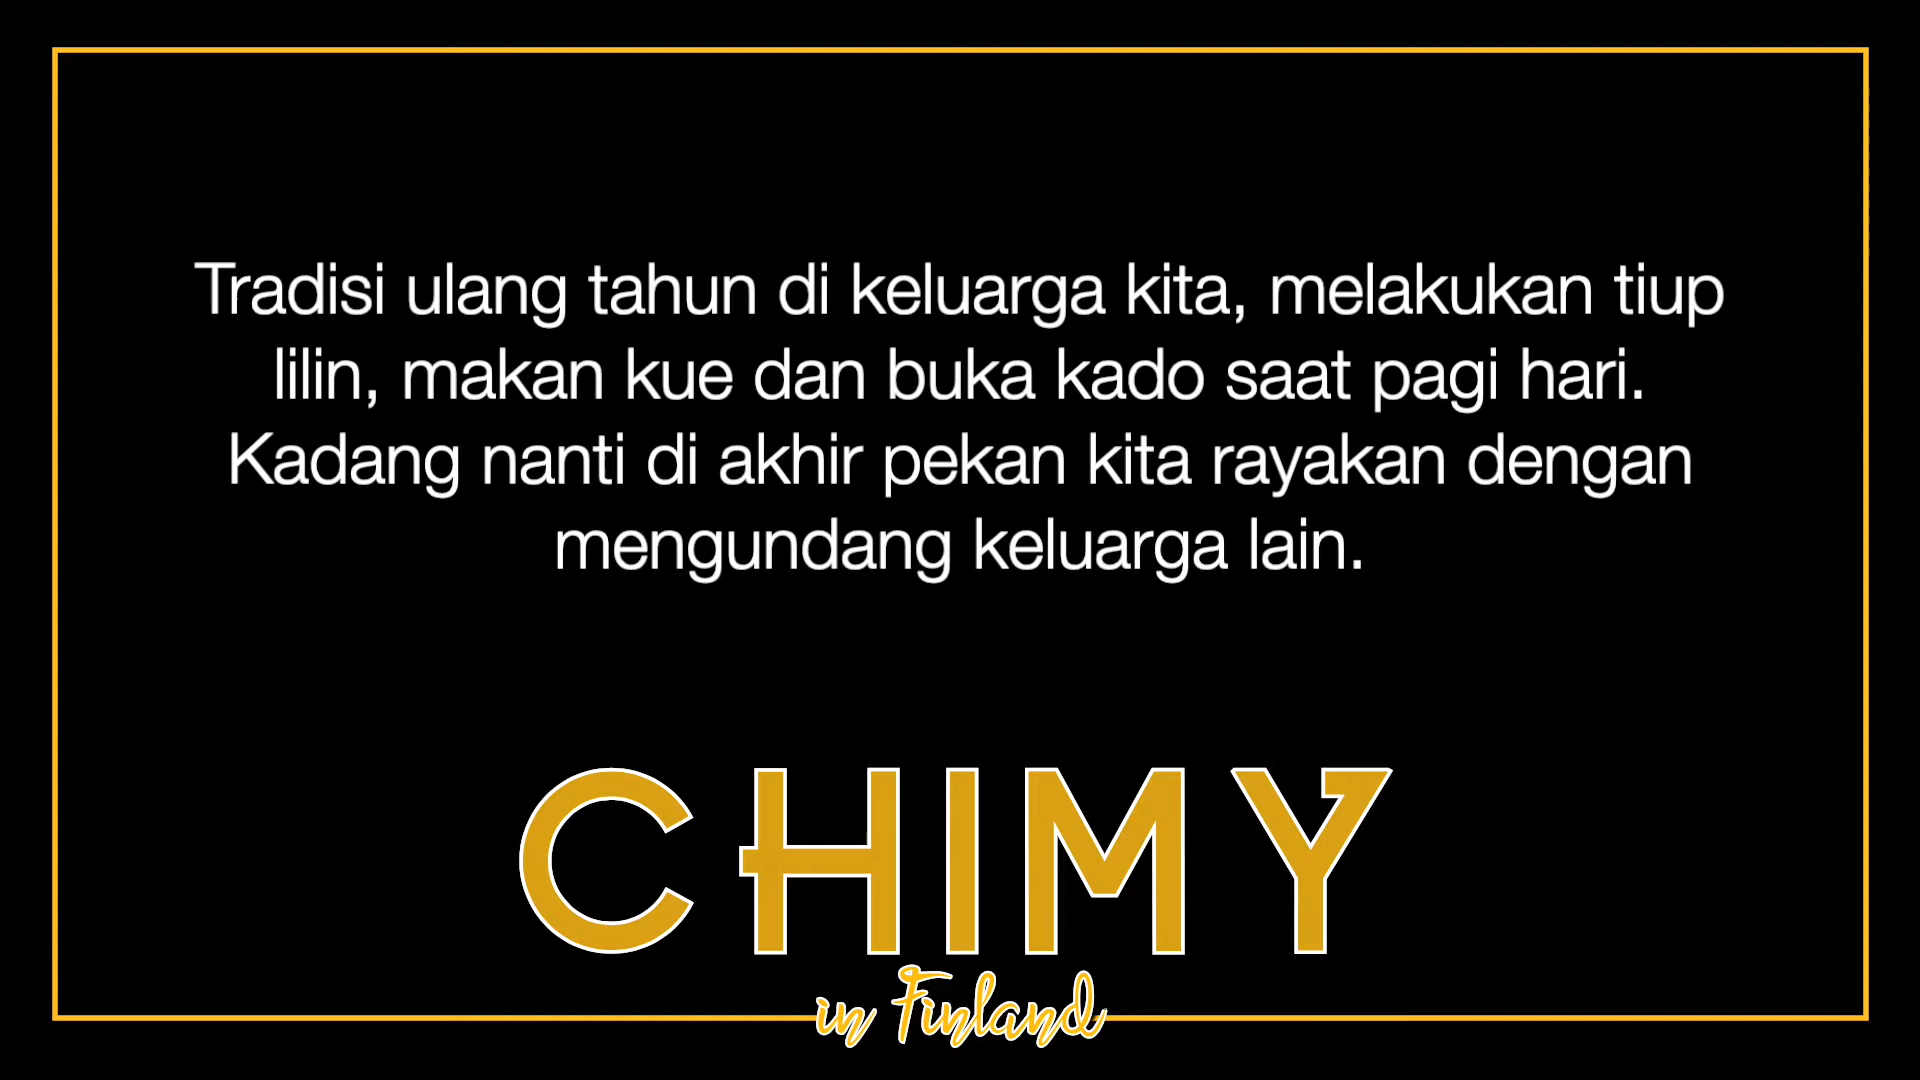 Tradisi ulang tahun di keluarga kita, melakukan tiup
lilin, makan kue dan buka kado saat pagi hari.
Kadang nanti di akhir pekan kita rayakan dengan
mengundang keluarga lain.
CHIMY
in Finland